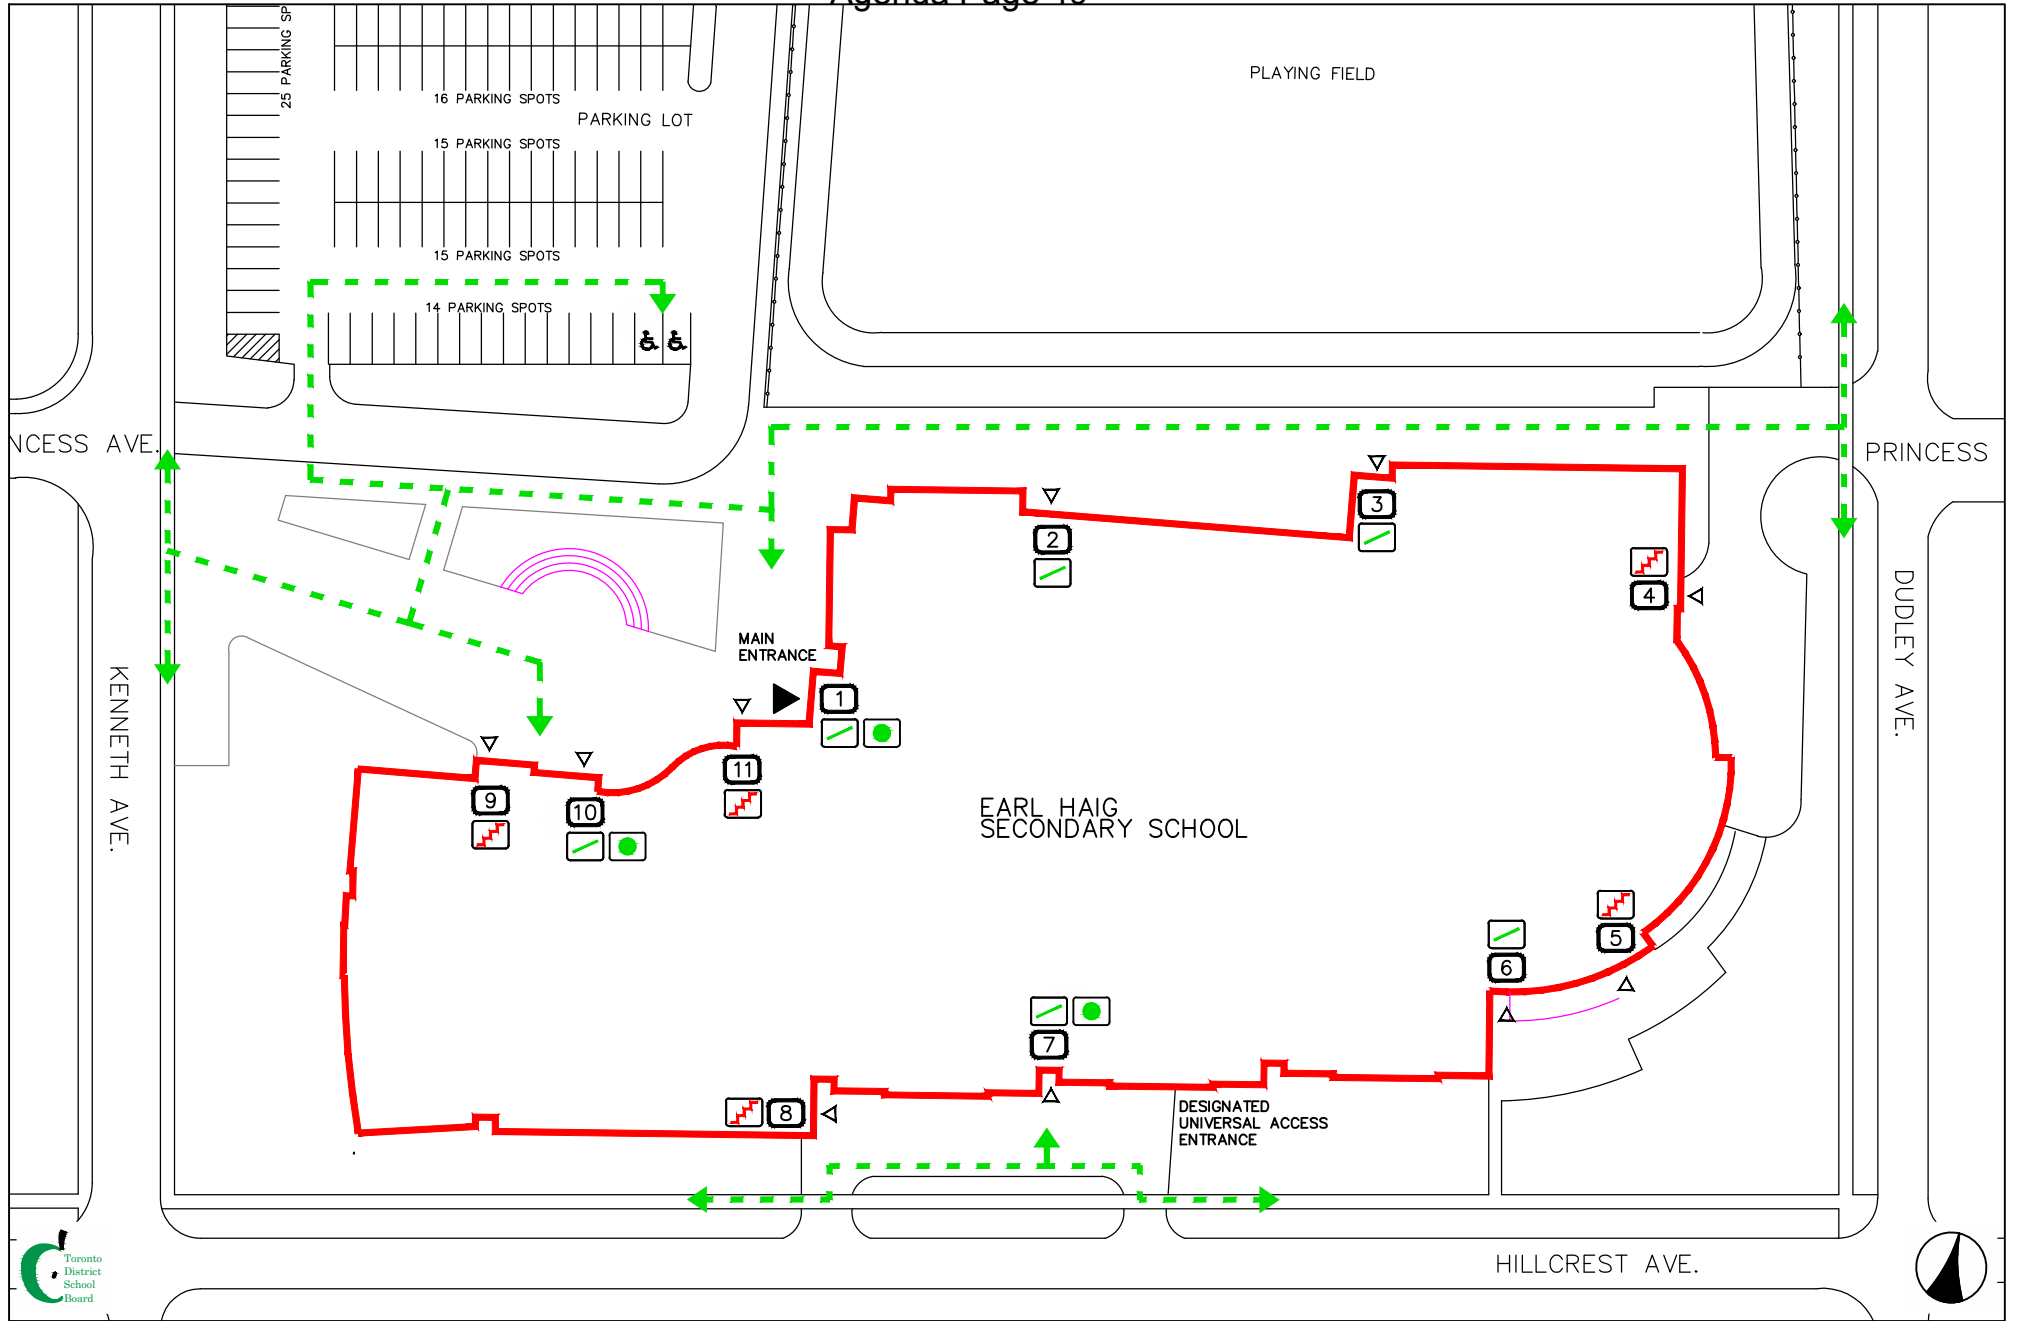 25 PARKING SP
16 PARKING SPOTS
PARKING LOT
15 PARKING SPOTS
15 PARKING SPOTS
14 PARKING SPOTS
PLAYING FIELD
NCESS AVE.
PRINCESS
KENNETH AVE.
DUDLEY AVE.
MAIN
ENTRANCE
1
2
3
4
5
6
7
8
9
10
11
EARL HAIG
SECONDARY SCHOOL
DESIGNATED
UNIVERSAL ACCESS
ENTRANCE
HILLCREST AVE.
Toronto
District
School
Board